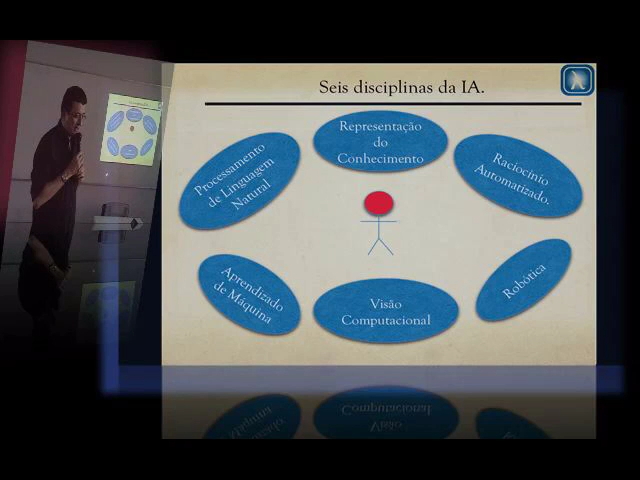 Seis disciplinas da IA.
Representação
do
Conhecimento
Processamento
de Linguagem
Natural
Raciocínio
Automatizado.
Aprendizado
de Máquina
Visão
Computacional
Robótica